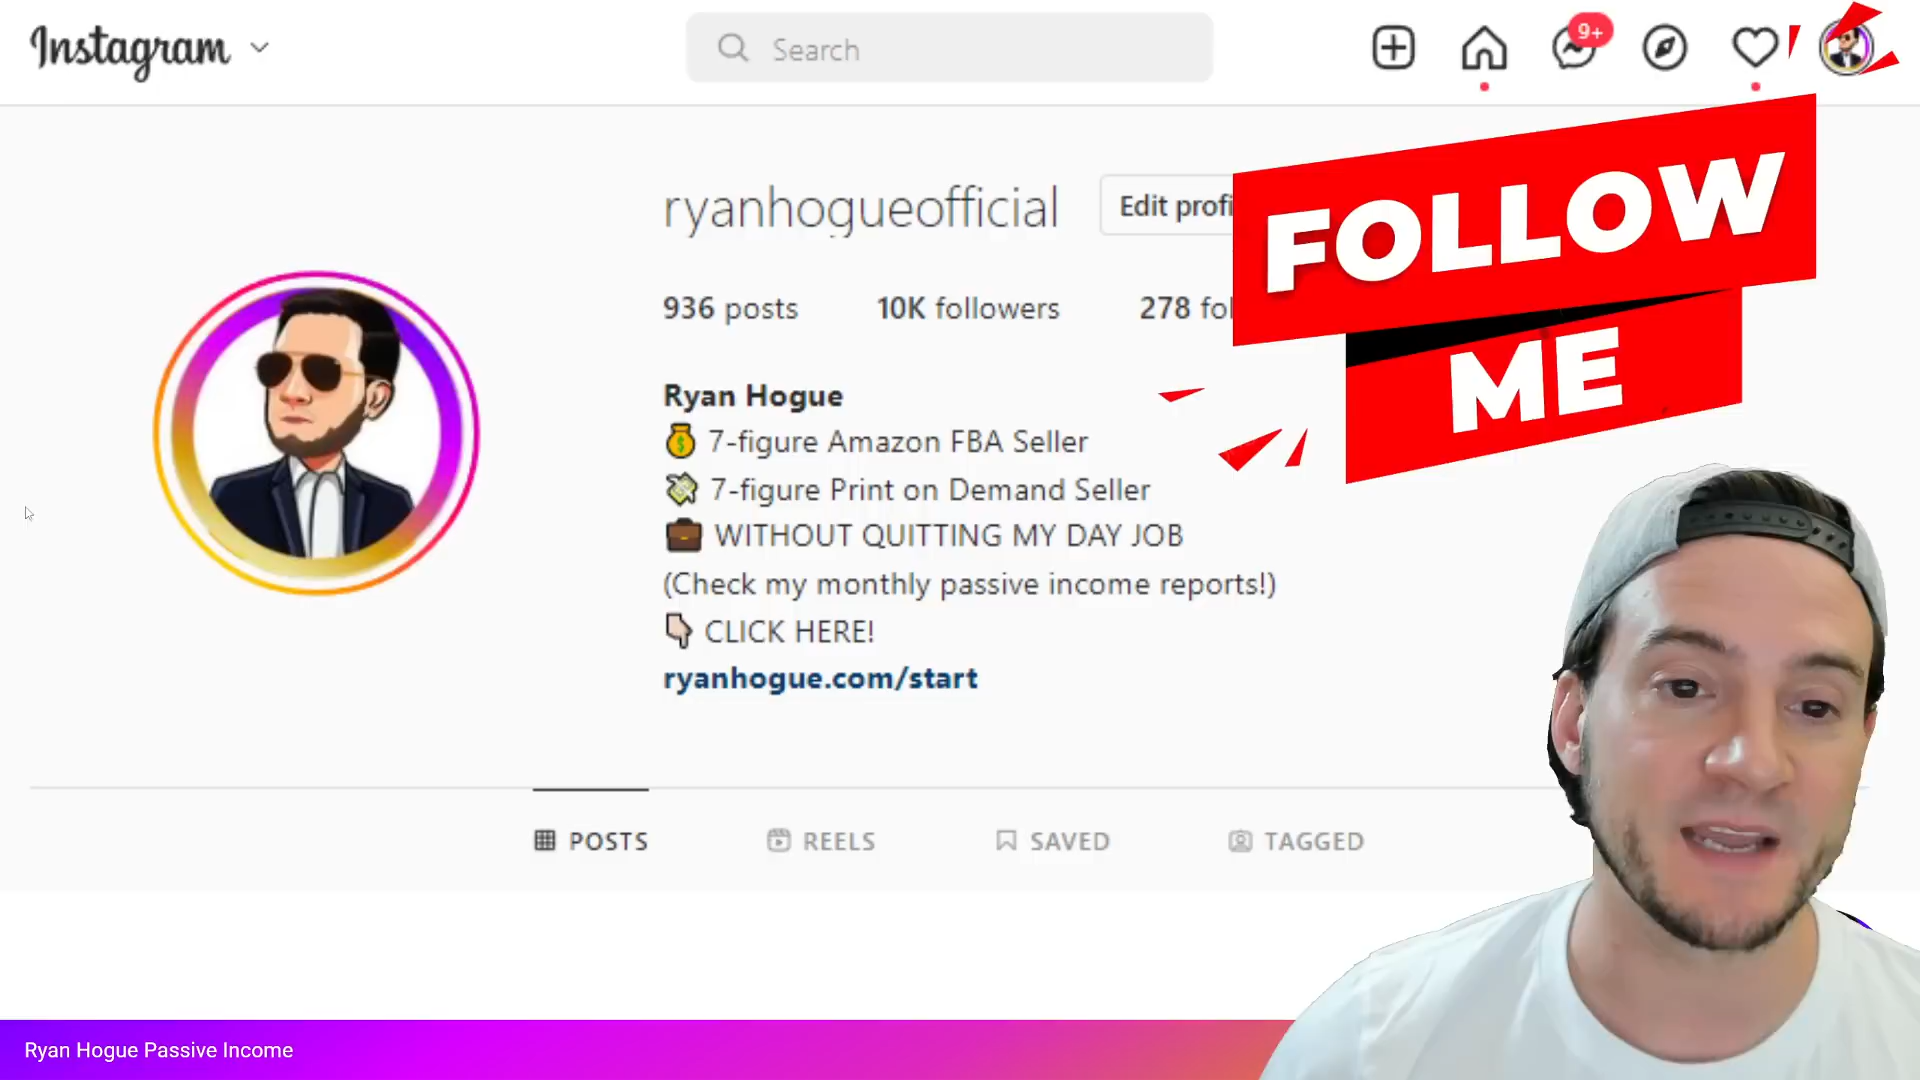 Instagram
Search
9+
ryanhogueofficial
Edit profi
FOLLOW
ME
936 posts
10K followers
278 fol
Ryan Hogue
7-figure Amazon FBA Seller
7-figure Print on Demand Seller
WITHOUT QUITTING MY DAY JOB
(Check my monthly passive income reports!)
CLICK HERE!
ryanhogue.com/start
POSTS
REELS
SAVED
TAGGED
Ryan Hogue Passive Income